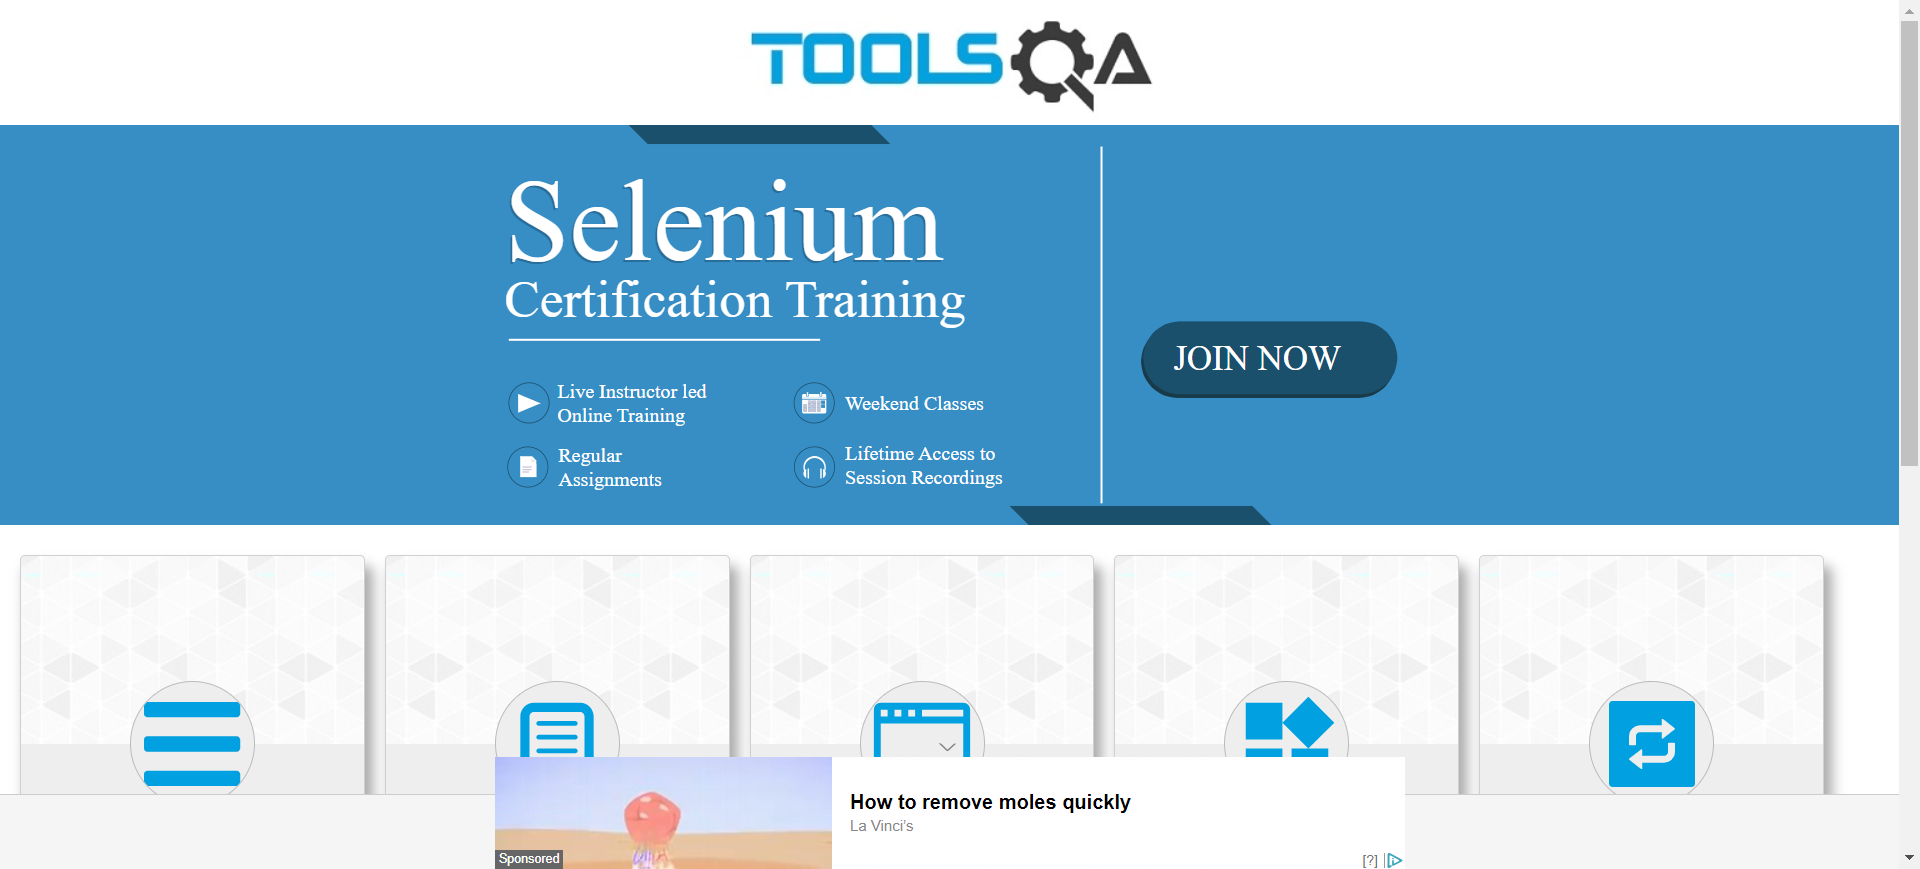 TOOLSQA
Selenium
Certification Training
JOIN NOW
Live Instructor led
Online Training
Weekend Classes
Regular
Assignments
Lifetime Access to
Session Recordings
How to remove moles quickly
La Vinci's
Sponsored
[?]